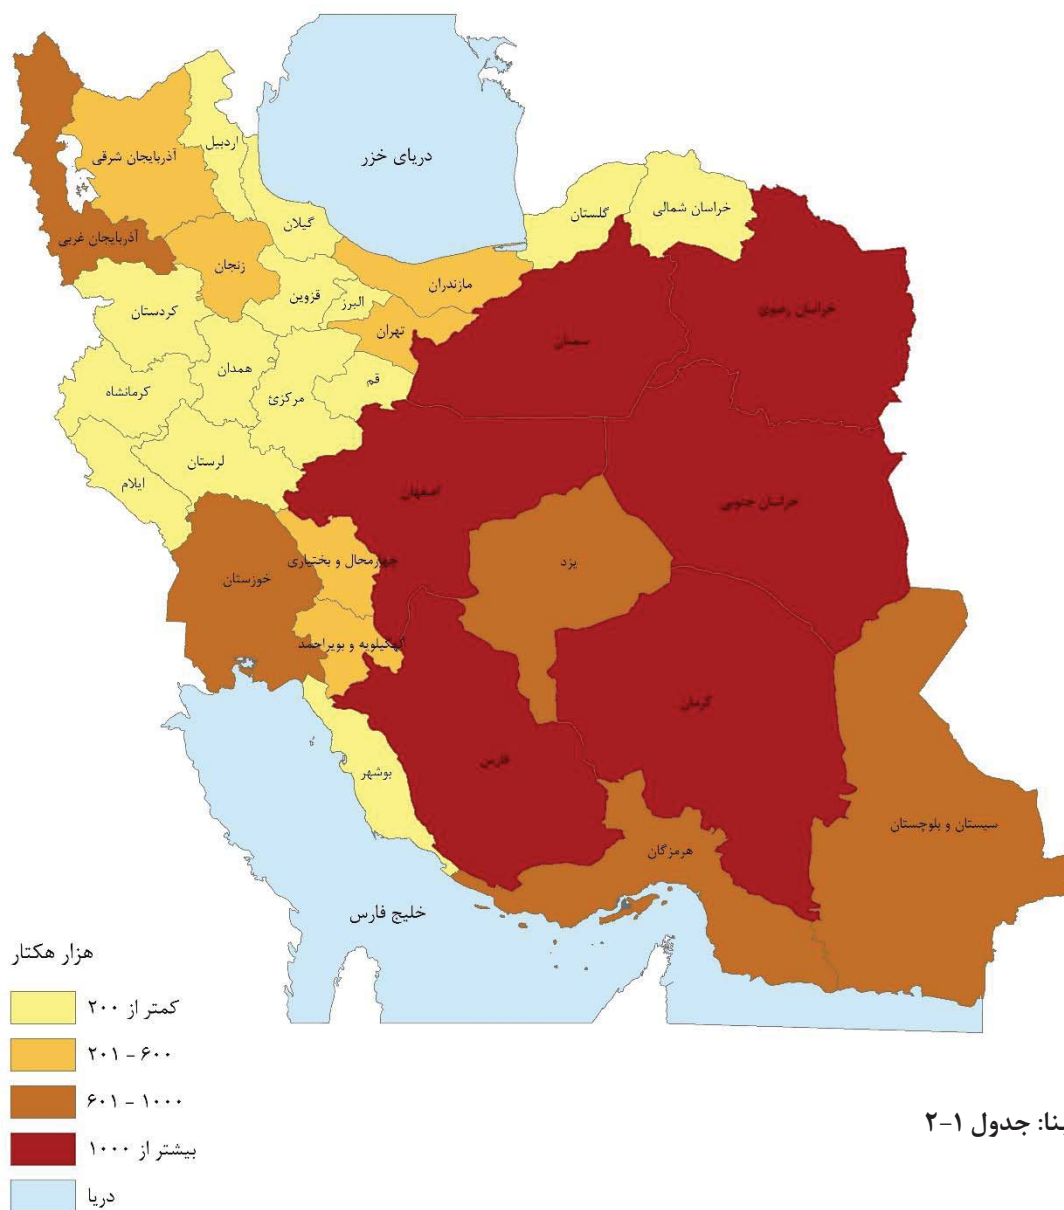 دریای خزر
اردبیل
آذربایجان شرقی
خراسان شمالی
گلستان
گیلان
آذربایجان غربی
زنجان
مازندران
قزوین
البرز
خراسان رضوی
کردستان
تهران
سمنان
همدان
قم
کرمانشاه
مرکزئ
لرستان
ایلام
اصفهان
خراسان جنوبی
چهارمحال و بختیاری
یزد
خوزستان
کهگیلویه و بویراحمد
کرمان
فارس
بوشهر
سیستان و بلوچستان
هرمزگان
خلیج فارس
هزار هکتار
کمتر از ۲۰۰
۲۰۱ - ۶۰۰
۶۰۱ - ۱۰۰۰
بیشتر از ۱۰۰۰
دریا
نا: جدول ۱-۲